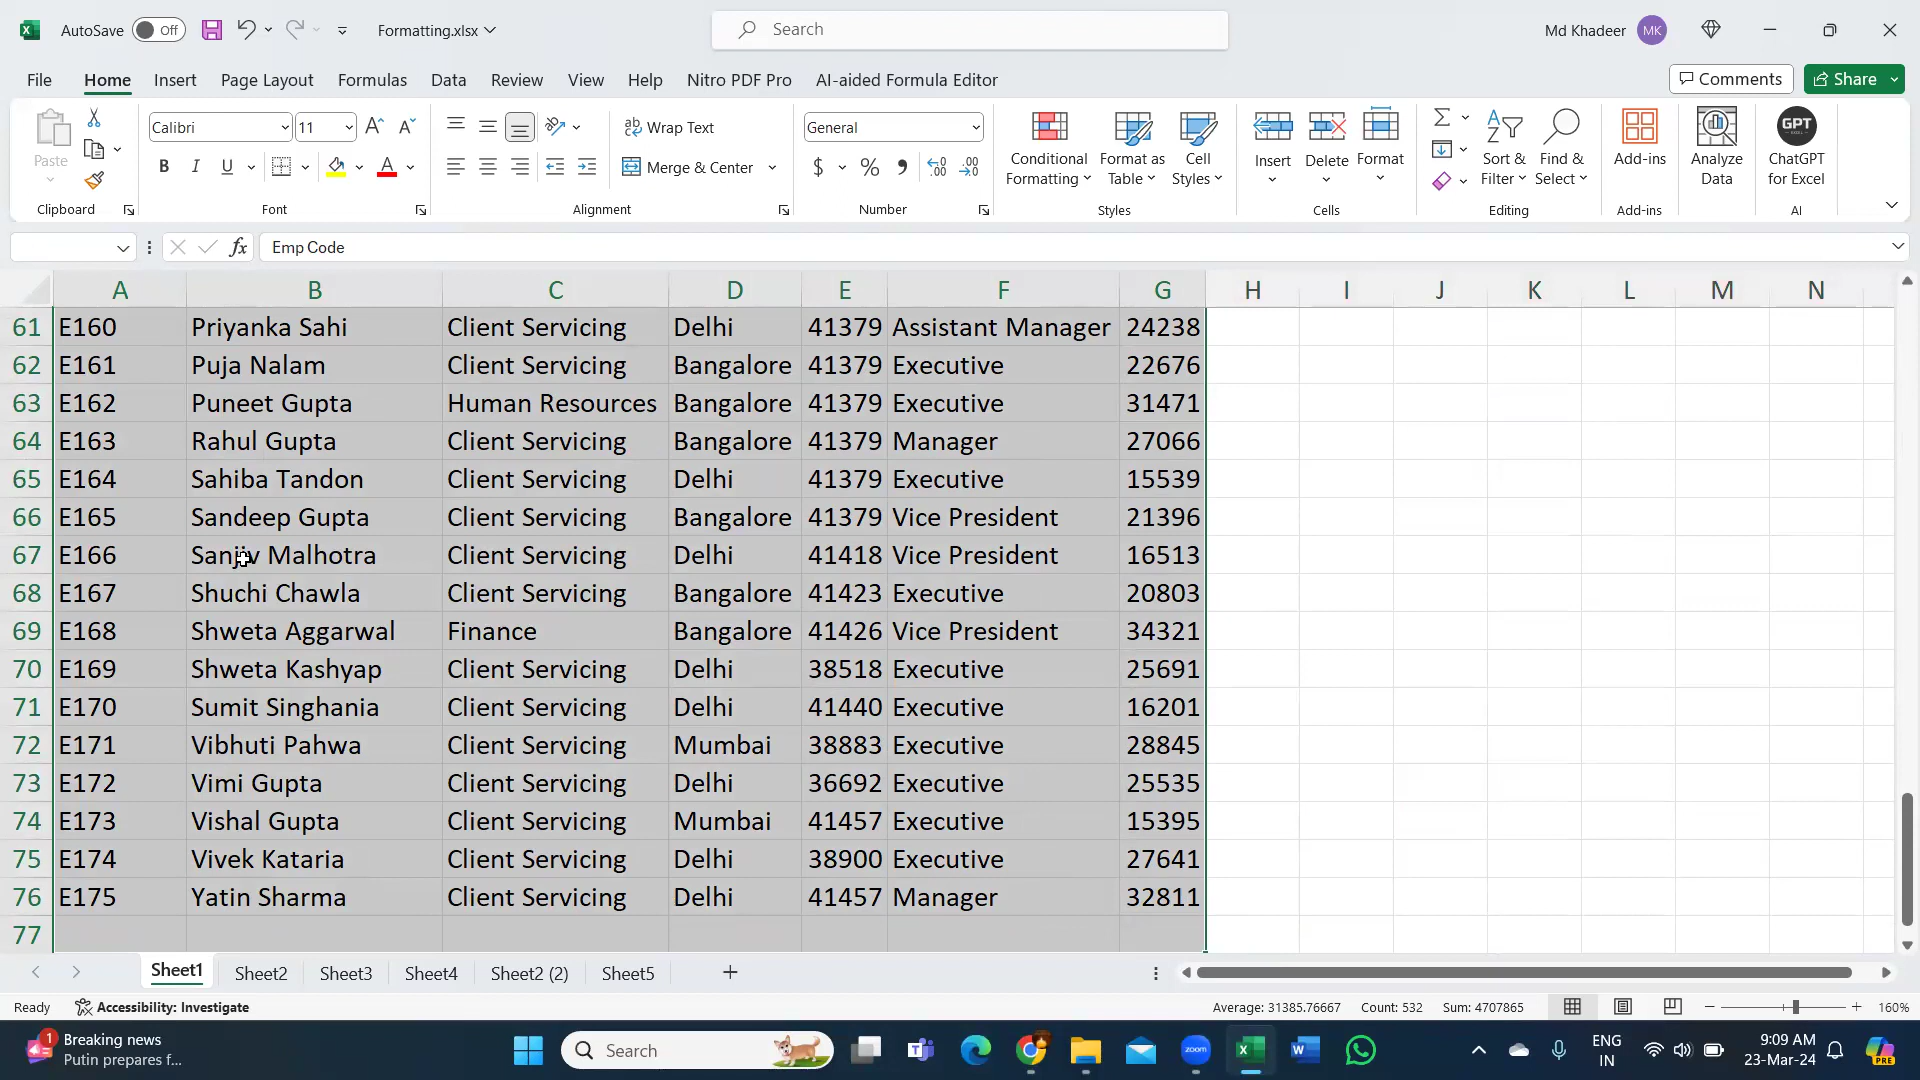 AutoSave Off Formatting.xlsx Search Md Khadeer MK
File Home Insert Page Layout Formulas Data Review View Help Nitro PDF Pro AI-aided Formula Editor Comments Share
Paste Calibri 11 Wrap Text General Conditional Formatting Format as Table Cell Styles Insert Delete Format Sort & Filter Find & Select Add-ins Analyze Data GPT ChatGPT for Excel
B I U A Merge & Center $ %
Clipboard Font Alignment Number Styles Cells Editing Add-ins AI
fx Emp Code
A B C D E F G H I J K L M N
61 E160 Priyanka Sahi Client Servicing Delhi 41379 Assistant Manager 24238
62 E161 Puja Nalam Client Servicing Bangalore 41379 Executive 22676
63 E162 Puneet Gupta Human Resources Bangalore 41379 Executive 31471
64 E163 Rahul Gupta Client Servicing Bangalore 41379 Manager 27066
65 E164 Sahiba Tandon Client Servicing Delhi 41379 Executive 15539
66 E165 Sandeep Gupta Client Servicing Bangalore 41379 Vice President 21396
67 E166 Sanjiv Malhotra Client Servicing Delhi 41418 Vice President 16513
68 E167 Shuchi Chawla Client Servicing Bangalore 41423 Executive 20803
69 E168 Shweta Aggarwal Finance Bangalore 41426 Vice President 34321
70 E169 Shweta Kashyap Client Servicing Delhi 38518 Executive 25691
71 E170 Sumit Singhania Client Servicing Delhi 41440 Executive 16201
72 E171 Vibhuti Pahwa Client Servicing Mumbai 38883 Executive 28845
73 E172 Vimi Gupta Client Servicing Delhi 36692 Executive 25535
74 E173 Vishal Gupta Client Servicing Mumbai 41457 Executive 15395
75 E174 Vivek Kataria Client Servicing Delhi 38900 Executive 27641
76 E175 Yatin Sharma Client Servicing Delhi 41457 Manager 32811
77
Sheet1 Sheet2 Sheet3 Sheet4 Sheet2 (2) Sheet5
Ready Accessibility: Investigate Average: 31385.76667 Count: 532 Sum: 4707865 160%
1 Breaking news
Putin prepares f... Search zoom ENG IN 9:09 AM 23-Mar-24 PRE